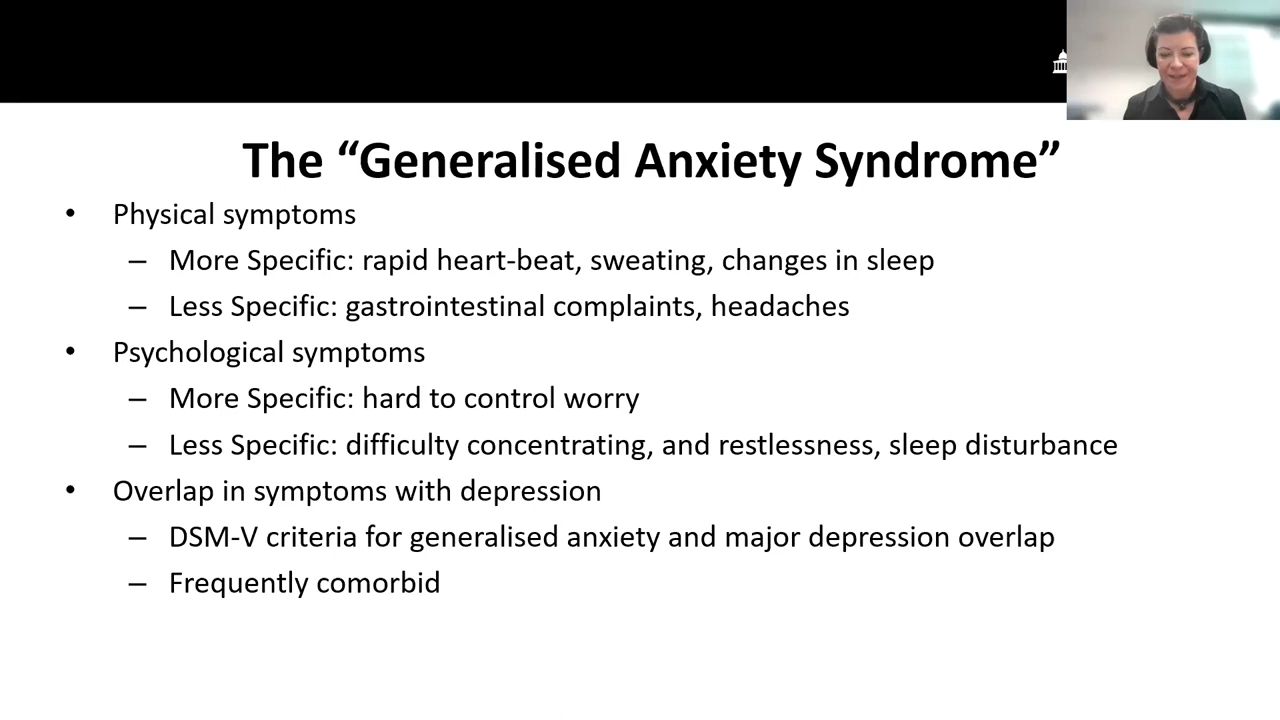 The “Generalised Anxiety Syndrome”
• Physical symptoms
– More Specific: rapid heart-beat, sweating, changes in sleep
– Less Specific: gastrointestinal complaints, headaches
• Psychological symptoms
– More Specific: hard to control worry
– Less Specific: difficulty concentrating, and restlessness, sleep disturbance
• Overlap in symptoms with depression
– DSM-V criteria for generalised anxiety and major depression overlap
– Frequently comorbid